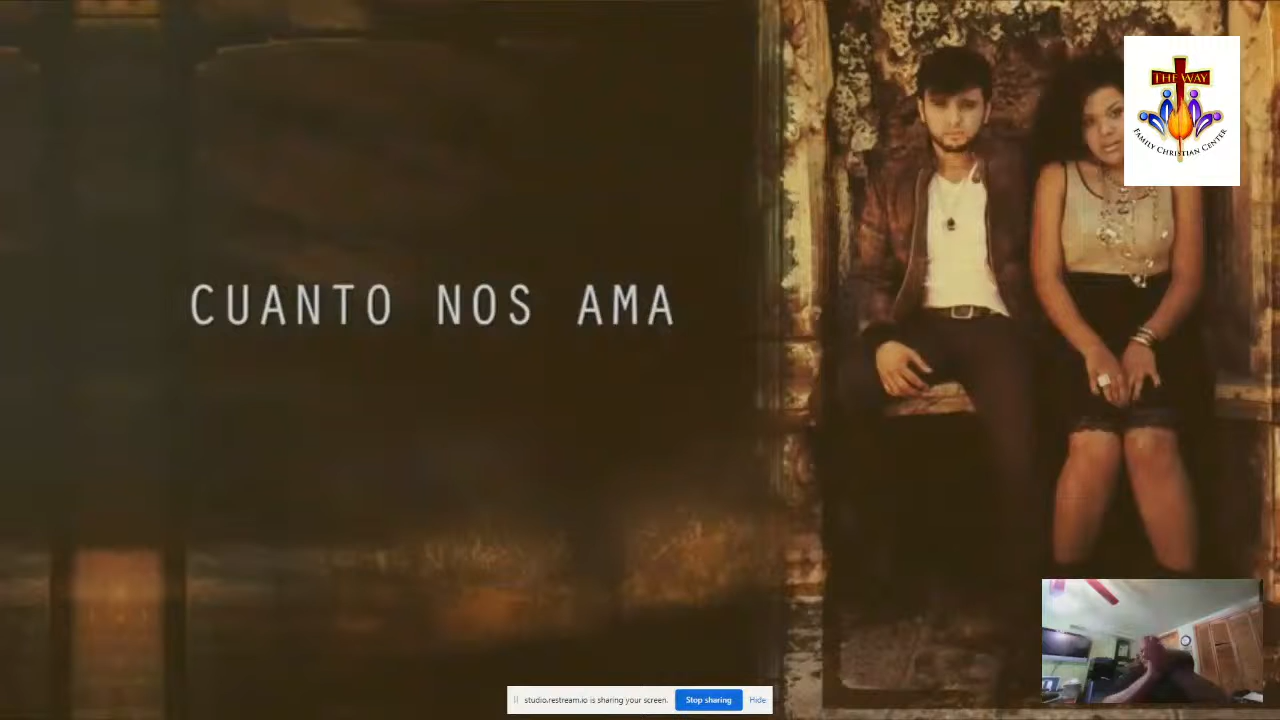 THE WAY
FAMILY CHRISTIAN CENTER
CUANTO NOS AMA
studio.restream.io is sharing your screen.
Stop sharing
Hide